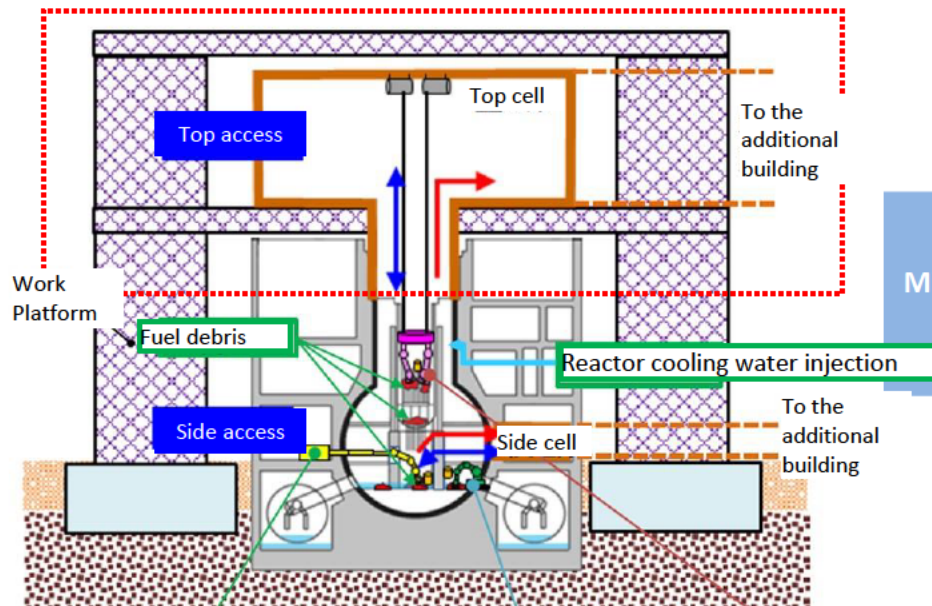 Top cell
Top access
To the
additional
building
M
Work
Platform
Fuel debris
Reactor cooling water injection
To the
additional
building
Side access
Side cell